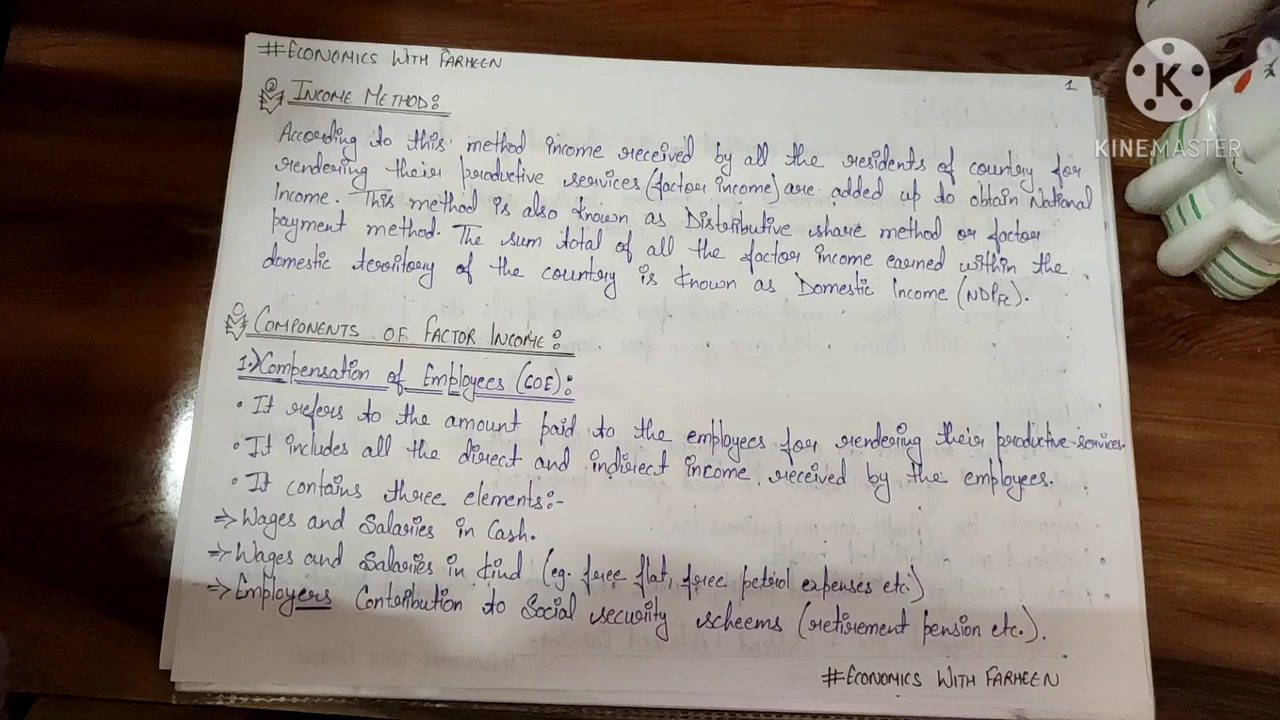 #ECONOMICS WITH FARHEEN
1
② INCOME METHOD:
According to this method income received by all the residents of country for
rendering their productive services (factor income) are added up to obtain National
Income. This method is also known as Distributive share method or factor
payment method. The sum total of all the factor income earned within the
domestic territory of the country is known as Domestic Income (NDPFC).
COMPONENTS OF FACTOR INCOME:
1.) Compensation of Employees (COE):
• It refers to the amount paid to the employees for rendering their productive services.
• It includes all the direct and indirect income received by the employees.
• It contains three elements:-
⇒ Wages and Salaries in Cash.
⇒ Wages and Salaries in kind (eg. free flat, free petrol expenses etc.)
⇒ Employers Contribution to Social security scheems (retirement pension etc.).
#ECONOMICS WITH FARHEEN
K
KINEMASTER